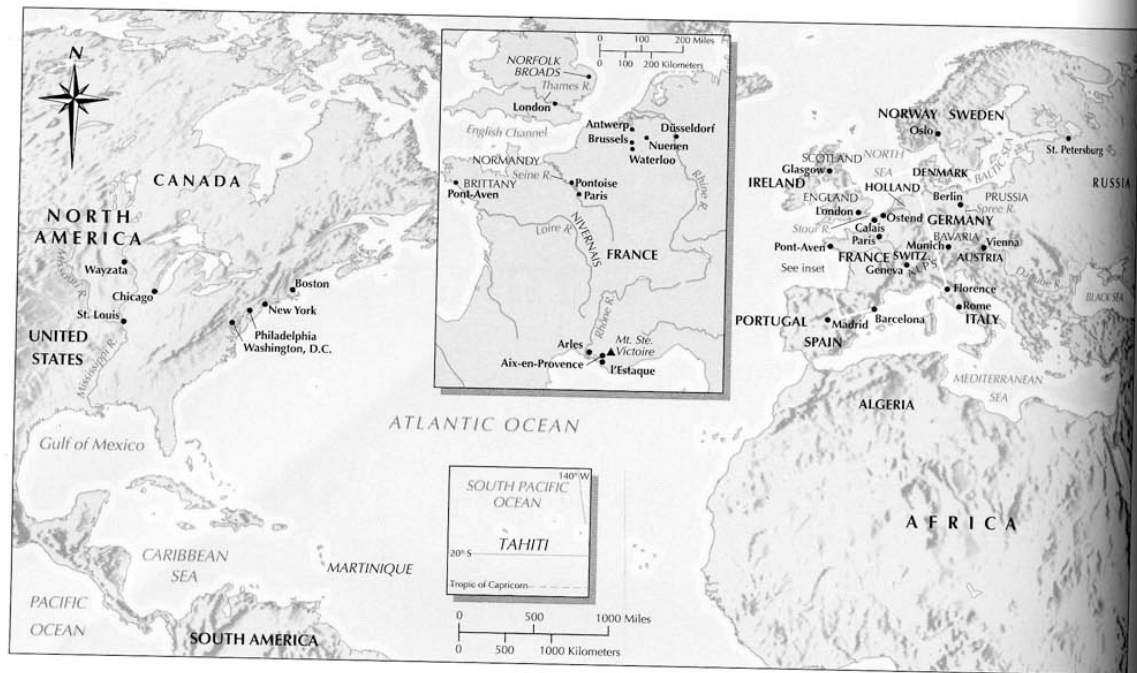 N
CANADA
NORTH
AMERICA
Missouri R.
Wayzata
Chicago
St. Louis
UNITED
STATES
Mississippi R.
Boston
New York
Philadelphia
Washington, D.C.
Gulf of Mexico
CARIBBEAN
SEA
PACIFIC
OCEAN
SOUTH AMERICA
MARTINIQUE
ATLANTIC OCEAN
0 100 200 Miles
0 100 200 Kilometers
NORFOLK
BROADS
Thames R.
London
English Channel
Antwerp
Brussels
Düsseldorf
Nuenen
Waterloo
NORMANDY
Seine R.
BRITTANY
Pont-Aven
Pontoise
Paris
Rhine R.
Loire R.
NIVERNAIS
FRANCE
Rhône R.
Arles
Mt. Ste.
Victoire
Aix-en-Provence
l'Estaque
140° W
SOUTH PACIFIC
OCEAN
TAHITI
20° S
Tropic of Capricorn
0 500 1000 Miles
0 500 1000 Kilometers
NORWAY
SWEDEN
Oslo
St. Petersburg
SCOTLAND
Glasgow
NORTH
SEA
DENMARK
BALTIC SEA
RUSSIA
IRELAND
HOLLAND
ENGLAND
London
Berlin
PRUSSIA
Spree R.
Stour R.
Ostend
Calais
GERMANY
Paris
BAVARIA
Pont-Aven
Munich
Vienna
See inset
FRANCE
SWITZ.
AUSTRIA
Geneva
ALPS
Danube R.
BLACK SEA
Florence
Rome
ITALY
PORTUGAL
Madrid
Barcelona
SPAIN
MEDITERRANEAN
SEA
ALGERIA
AFRICA